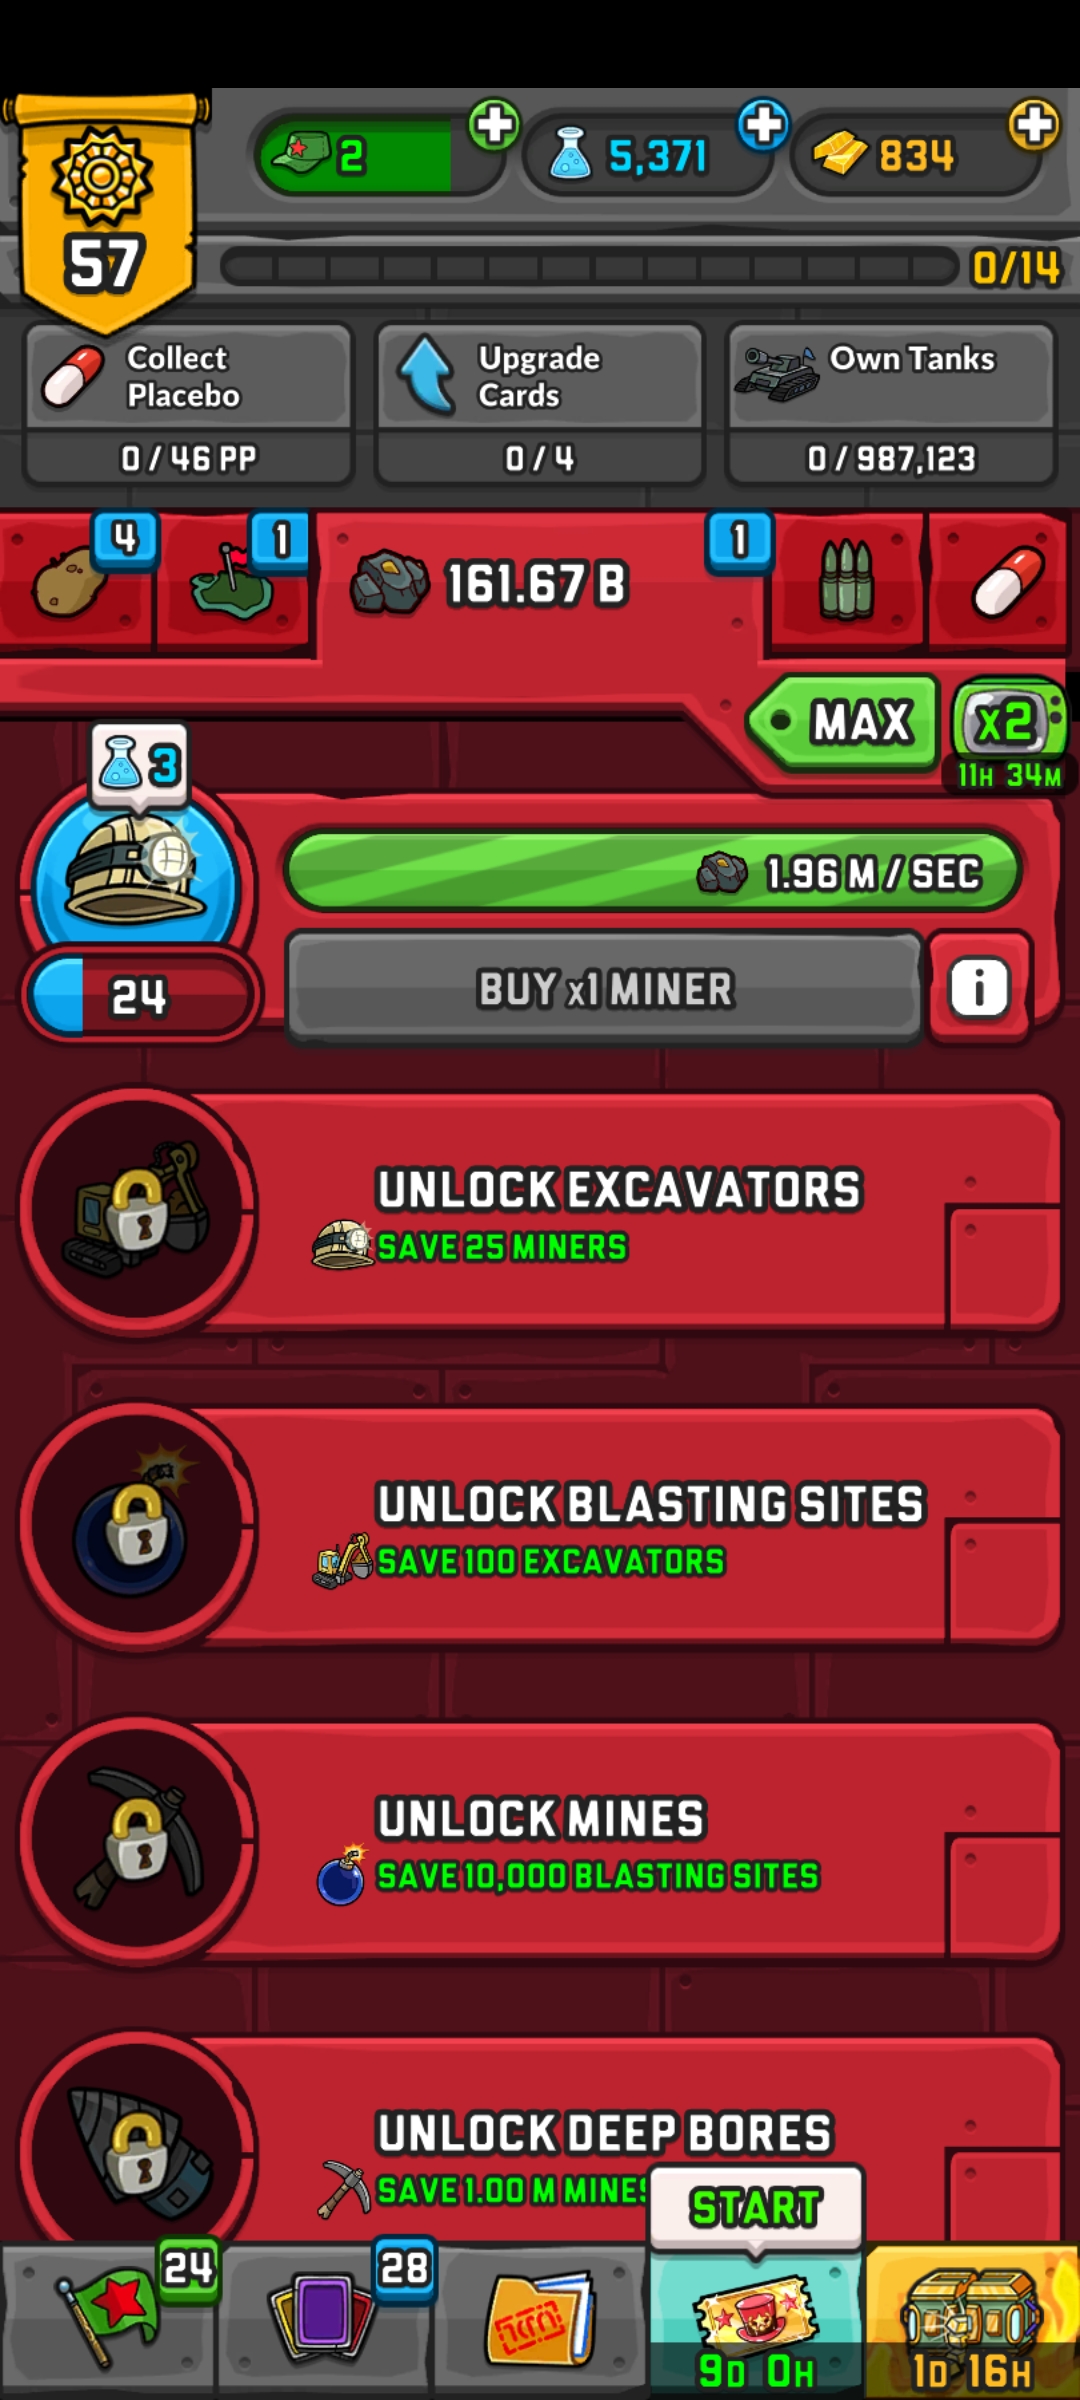 2
5,371
834
57
0/14
Collect
Placebo
0 / 46 PP
Upgrade
Cards
0 / 4
Own Tanks
0 / 987,123
4
1
161.67 B
1
MAX
x2
11H 34M
3
1.96 M / SEC
24
BUY x1 MINER
i
UNLOCK EXCAVATORS
SAVE 25 MINERS
UNLOCK BLASTING SITES
SAVE 100 EXCAVATORS
UNLOCK MINES
SAVE 10,000 BLASTING SITES
UNLOCK DEEP BORES
SAVE 1.00 M MINES
START
24
28
9D 0H
1D 16H